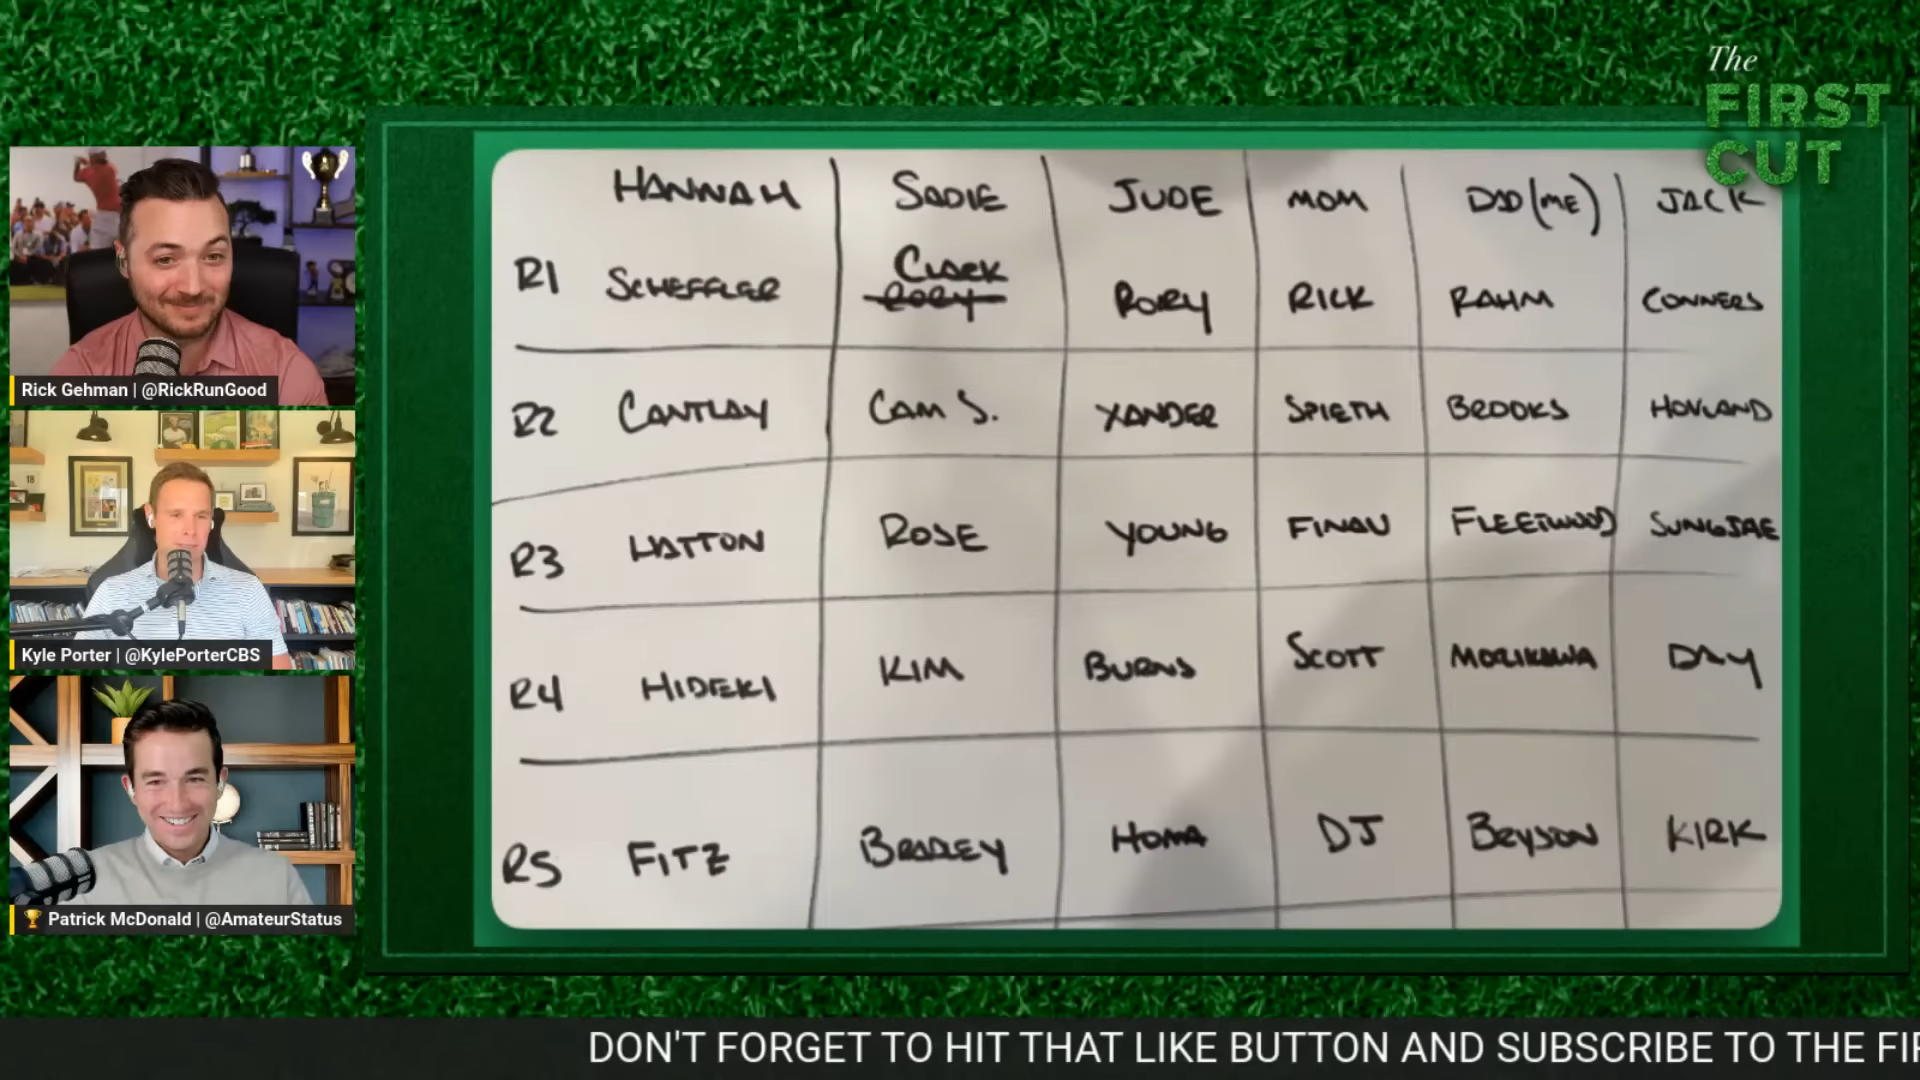 The
FIRST
CUT
HANNAH SADIE JUDE MOM DAD (ME) JACK
R1 SCHEFFLER CLARK RORY RORY RICK RAHM CONNERS
R2 CANTLAY CAM S. XANDER SPIETH BROOKS HOVLAND
R3 HATTON ROSE YOUNG FINAU FLEETWOOD SUNGJAE
R4 HIDEKI KIM BURNS SCOTT MORIKAWA DAY
R5 FITZ BRADLEY HOMA DJ BRYSON KIRK
Rick Gehman | @RickRunGood
Kyle Porter | @KylePorterCBS
Patrick McDonald | @AmateurStatus
DON'T FORGET TO HIT THAT LIKE BUTTON AND SUBSCRIBE TO THE FIR